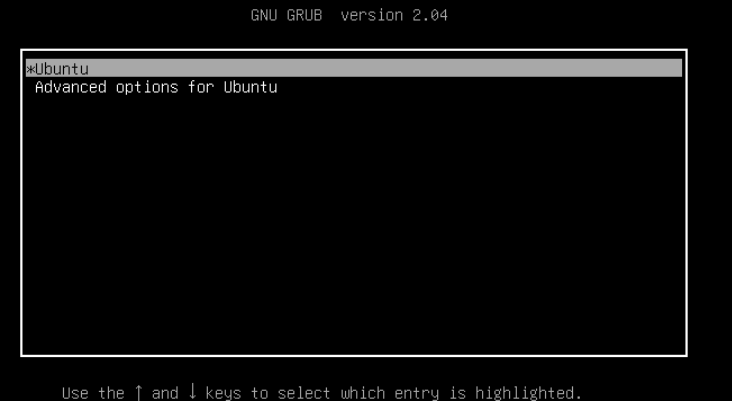 GNU GRUB  version 2.04
*Ubuntu
Advanced options for Ubuntu
Use the ↑ and ↓ keys to select which entry is highlighted.